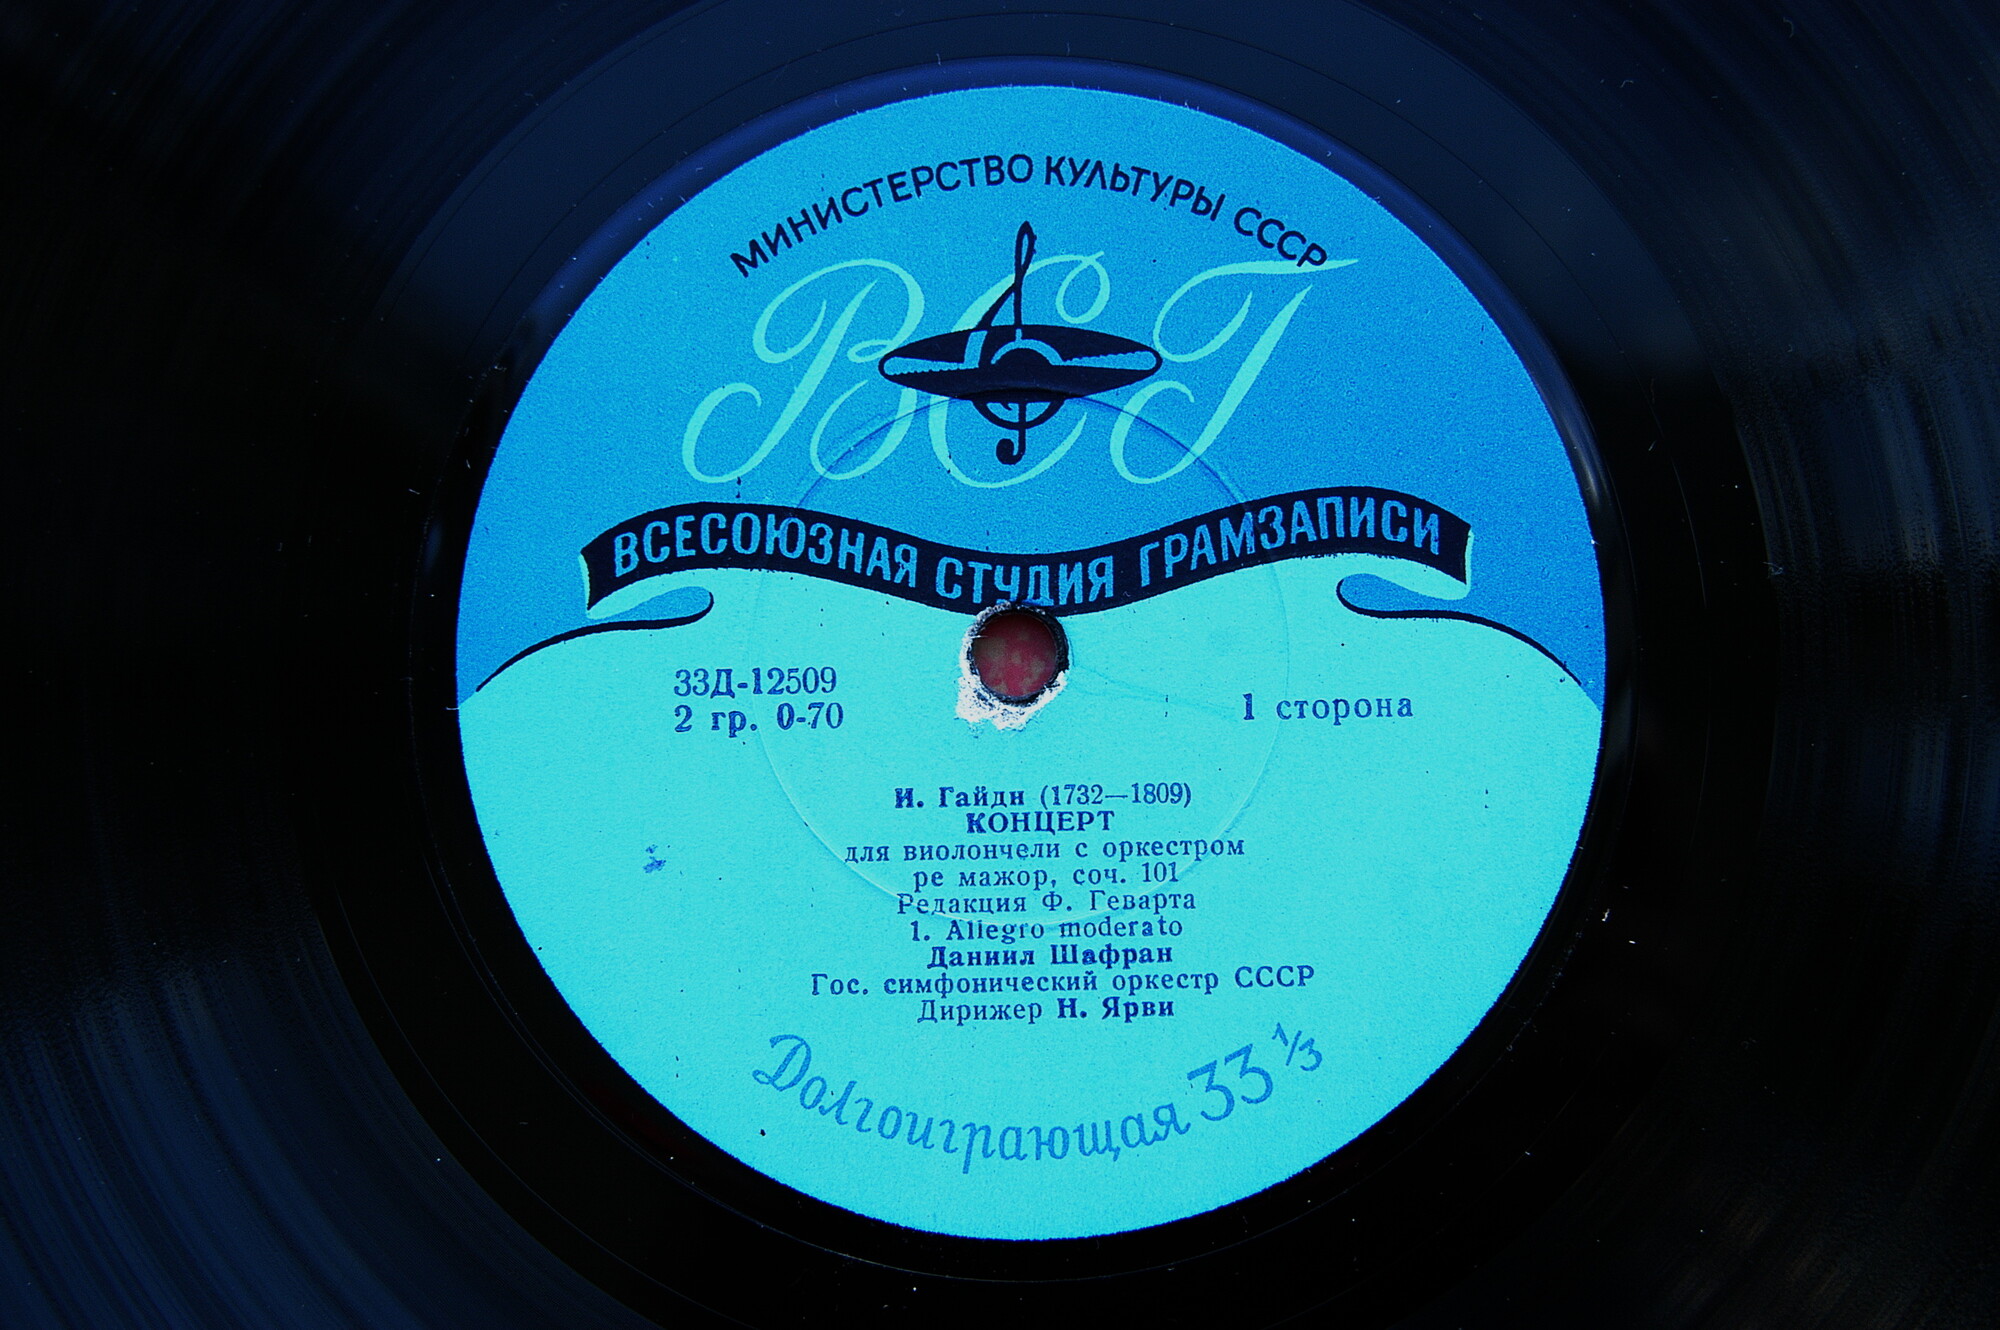 МИНИСТЕРСТВО КУЛЬТУРЫ СССР
ВСГ
ВСЕСОЮЗНАЯ СТУДИЯ ГРАМЗАПИСИ
33Д-12509
2 гр. 0-70
1 сторона
И. Гайдн (1732—1809)
КОНЦЕРТ
для виолончели с оркестром
ре мажор, соч. 101
Редакция Ф. Геварта
1. Allegro moderato
Даниил Шафран
Гос. симфонический оркестр СССР
Дирижер Н. Ярви
Долгоиграющая 33 1/3